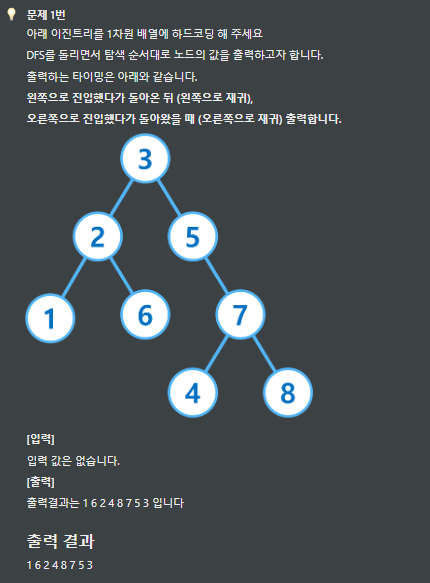 문제 1번
아래 이진트리를 1차원 배열에 하드코딩 해 주세요
DFS를 돌리면서 탐색 순서대로 노드의 값을 출력하고자 합니다.
출력하는 타이밍은 아래와 같습니다.
왼쪽으로 진입했다가 돌아온 뒤 (왼쪽으로 재귀),
오른쪽으로 진입했다가 돌아왔을 때 (오른쪽으로 재귀) 출력합니다.
3
2 5
1 6 7
4 8
[입력]
입력 값은 없습니다.
[출력]
출력결과는 1 6 2 4 8 7 5 3 입니다
출력 결과
1 6 2 4 8 7 5 3